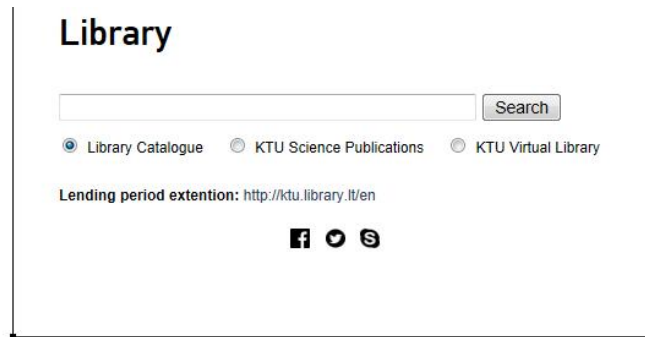 Library
Search
Library Catalogue KTU Science Publications KTU Virtual Library
Lending period extention: http://ktu.library.lt/en